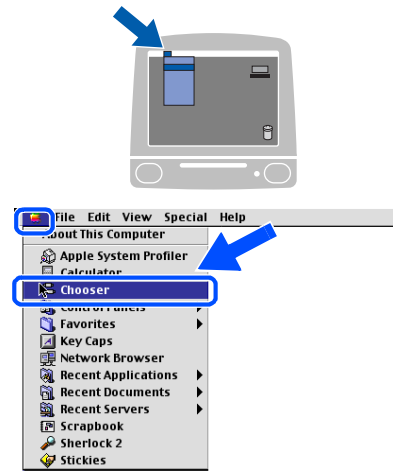 File Edit View Special Help
About This Computer
Apple System Profiler
Calculator
Chooser
Control Panels
Favorites
Key Caps
Network Browser
Recent Applications
Recent Documents
Recent Servers
Scrapbook
Sherlock 2
Stickies